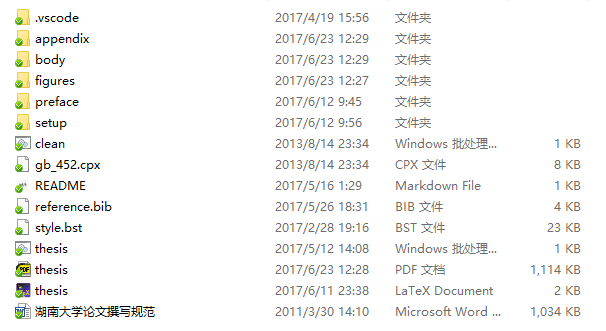 .vscode 2017/4/19 15:56 文件夹
appendix 2017/6/23 12:29 文件夹
body 2017/6/23 12:29 文件夹
figures 2017/6/23 12:27 文件夹
preface 2017/6/12 9:45 文件夹
setup 2017/6/12 9:56 文件夹
clean 2013/8/14 23:34 Windows 批处理... 1 KB
gb_452.cpx 2013/8/14 23:34 CPX 文件 8 KB
README 2017/5/16 1:29 Markdown File 1 KB
reference.bib 2017/5/26 18:31 BIB 文件 4 KB
style.bst 2017/2/28 19:16 BST 文件 23 KB
thesis 2017/5/12 14:08 Windows 批处理... 1 KB
thesis 2017/6/23 12:28 PDF 文档 1,114 KB
thesis 2017/6/11 23:38 LaTeX Document 2 KB
湖南大学论文撰写规范 2011/3/30 14:10 Microsoft Word ... 1,034 KB